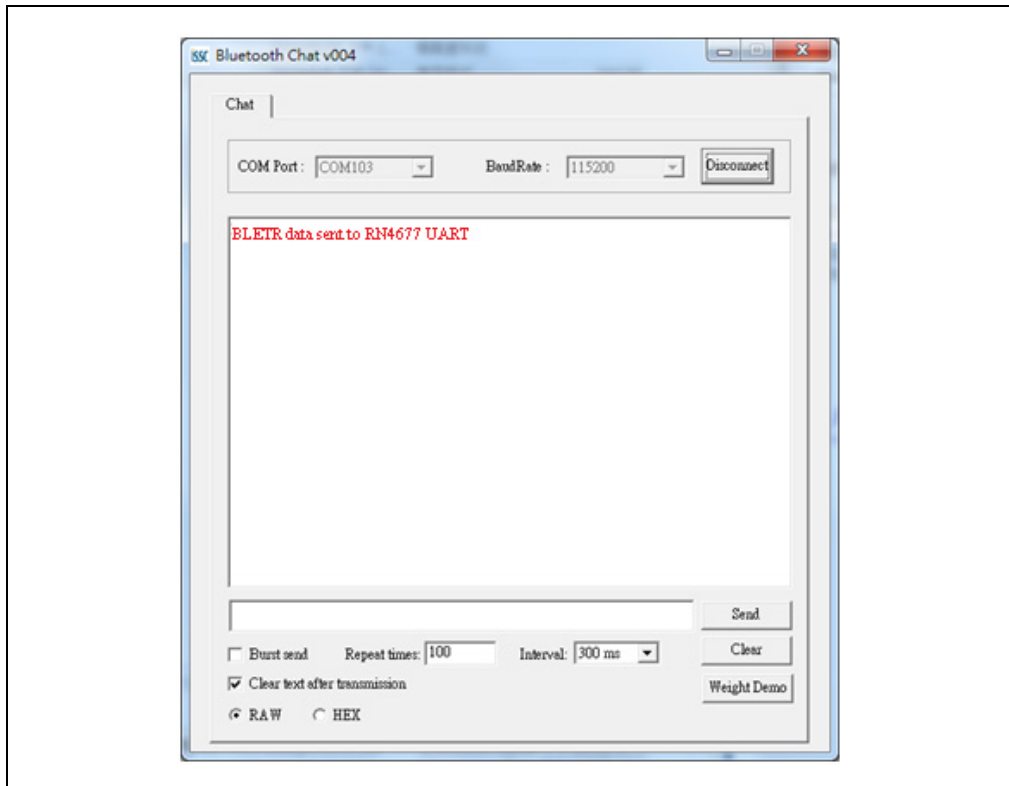 ISSC Bluetooth Chat v004
Chat
COM Port : COM103 BaudRate : 115200 Disconnect
BLETR data sent to RN4677 UART
Send
Burst send Repeat times: 100 Interval: 300 ms Clear
Clear text after transmission Weight Demo
RAW HEX